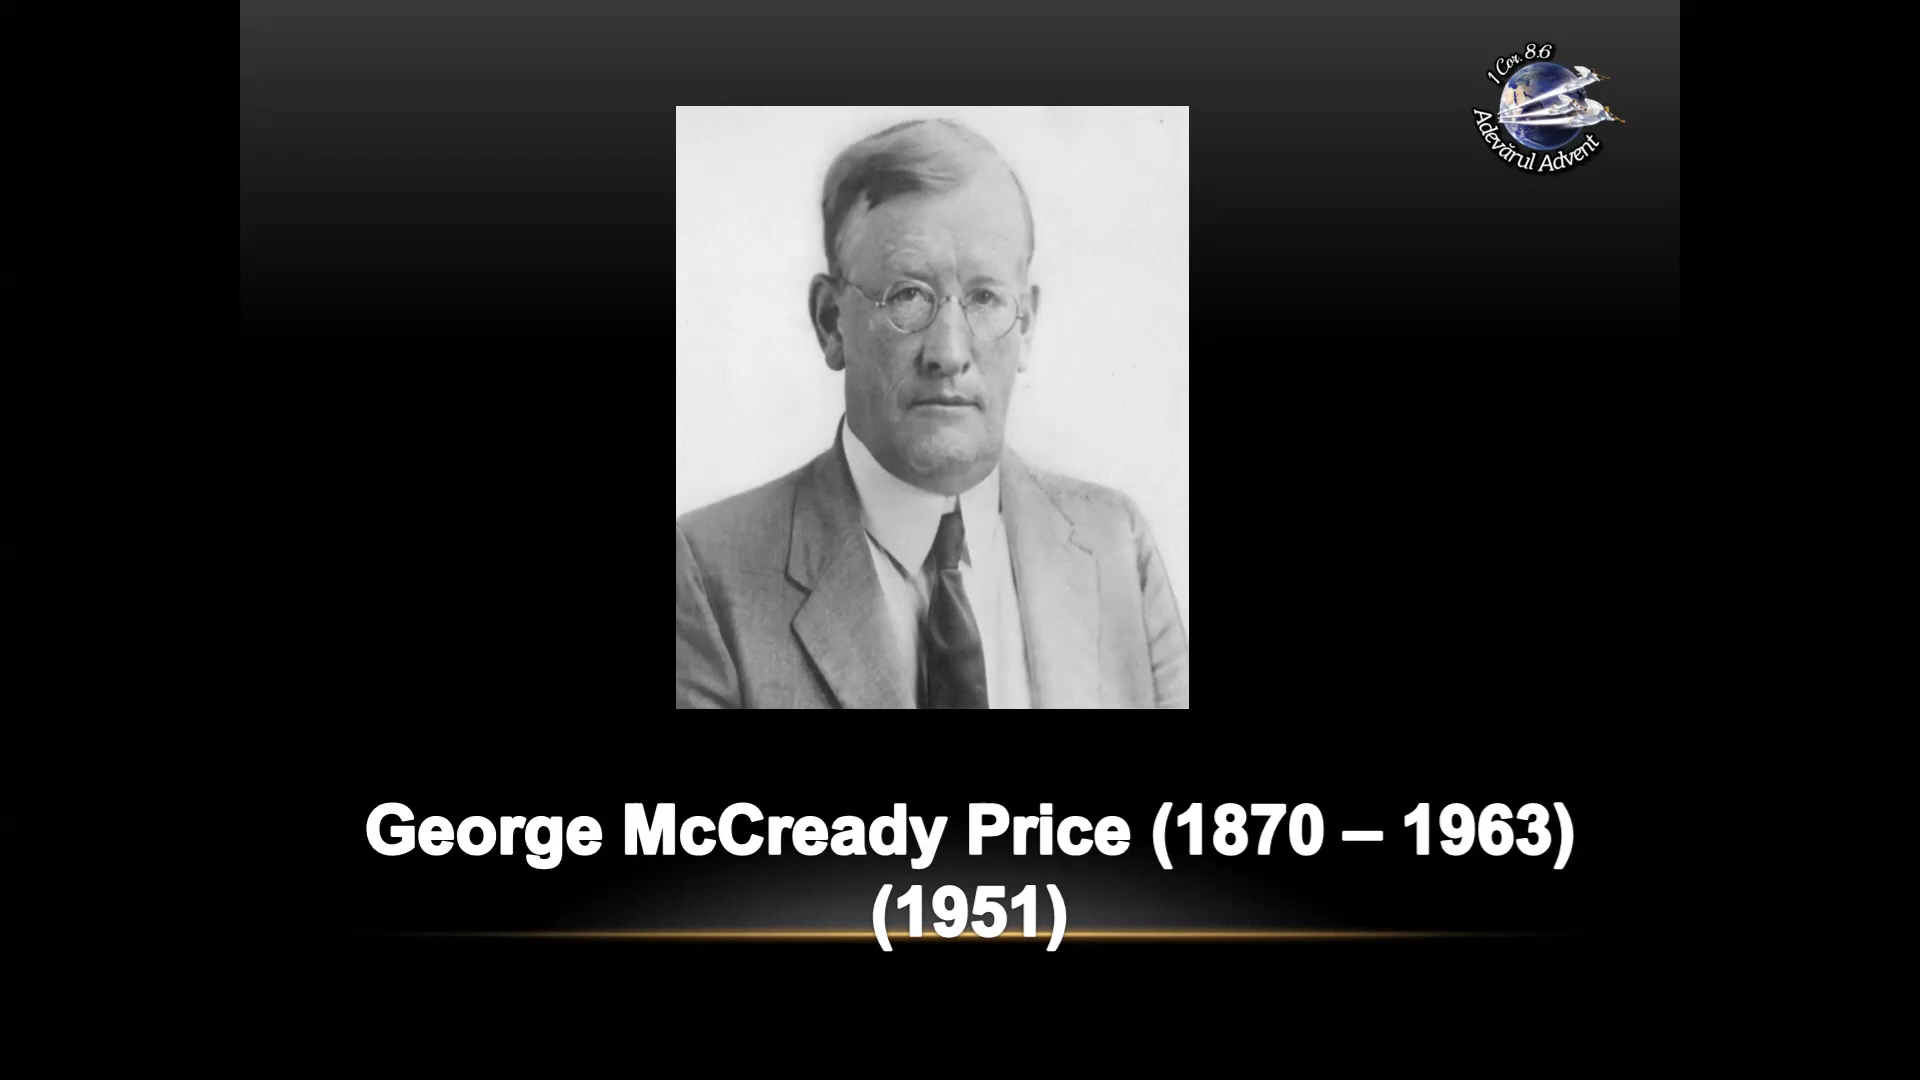 1 Cor. 8:6
Adevărul Advent
George McCready Price (1870 – 1963)
(1951)